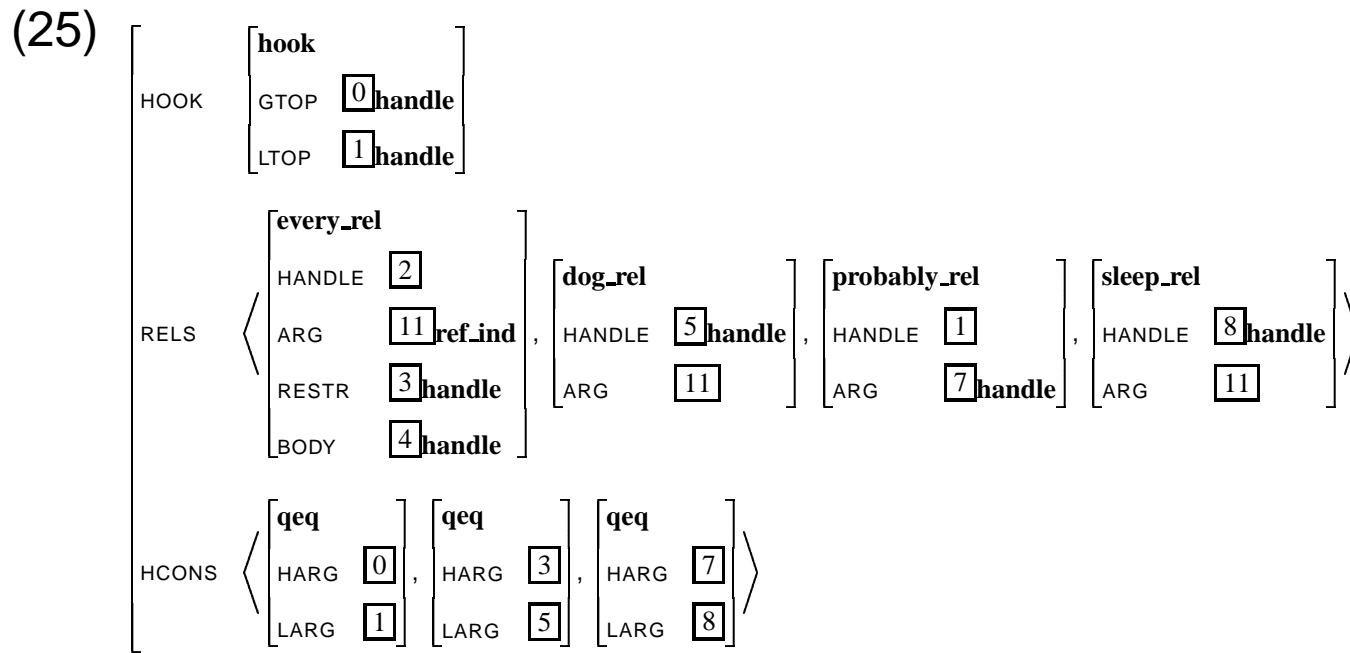 (25)
hook
HOOK GTOP 0 handle
LTOP 1 handle
every_rel
HANDLE 2 dog_rel probably_rel sleep_rel
RELS ARG 11 ref_ind , HANDLE 5 handle , HANDLE 1 , HANDLE 8 handle
RESTR 3 handle ARG 11 ARG 7 handle ARG 11
BODY 4 handle
qeq qeq qeq
HCONS HARG 0 , HARG 3 , HARG 7
LARG 1 LARG 5 LARG 8